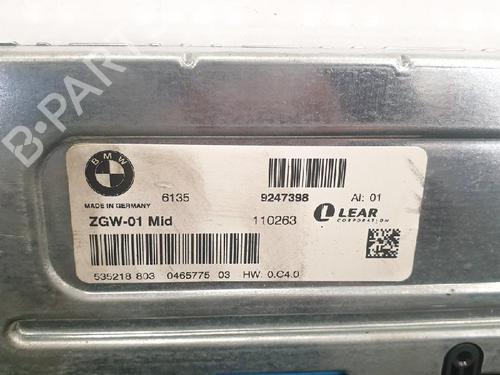 B-PARTS
BMW
6135 9247398 AI: 01
MADE IN GERMANY
ZGW-01 Mid 110263 LEAR
CORPORATION
535218 803 0465775 03 HW: 0.C4.0